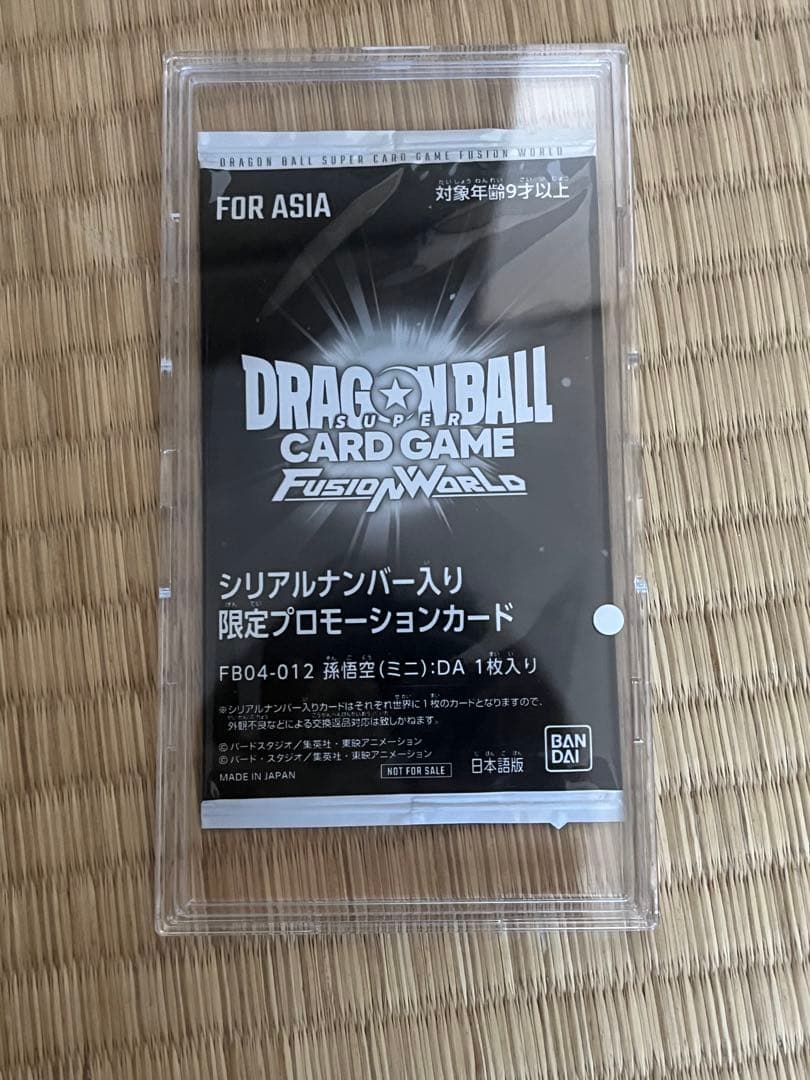 DRAGON BALL SUPER CARD GAME FUSION WORLD
FOR ASIA
対象年齢9才以上
DRAGON BALL
SUPER
CARD GAME
FUSION WORLD
シリアルナンバー入り
限定プロモーションカード
FB04-012 孫悟空(ミニ):DA 1枚入り
※シリアルナンバー入りカードはそれぞれ世界に1枚のカードとなりますので、
外観不良などによる交換返品対応は致しかねます。
©バードスタジオ/集英社・東映アニメーション
©バード・スタジオ/集英社・東映アニメーション
MADE IN JAPAN
NOT FOR SALE
日本語版
BANDAI